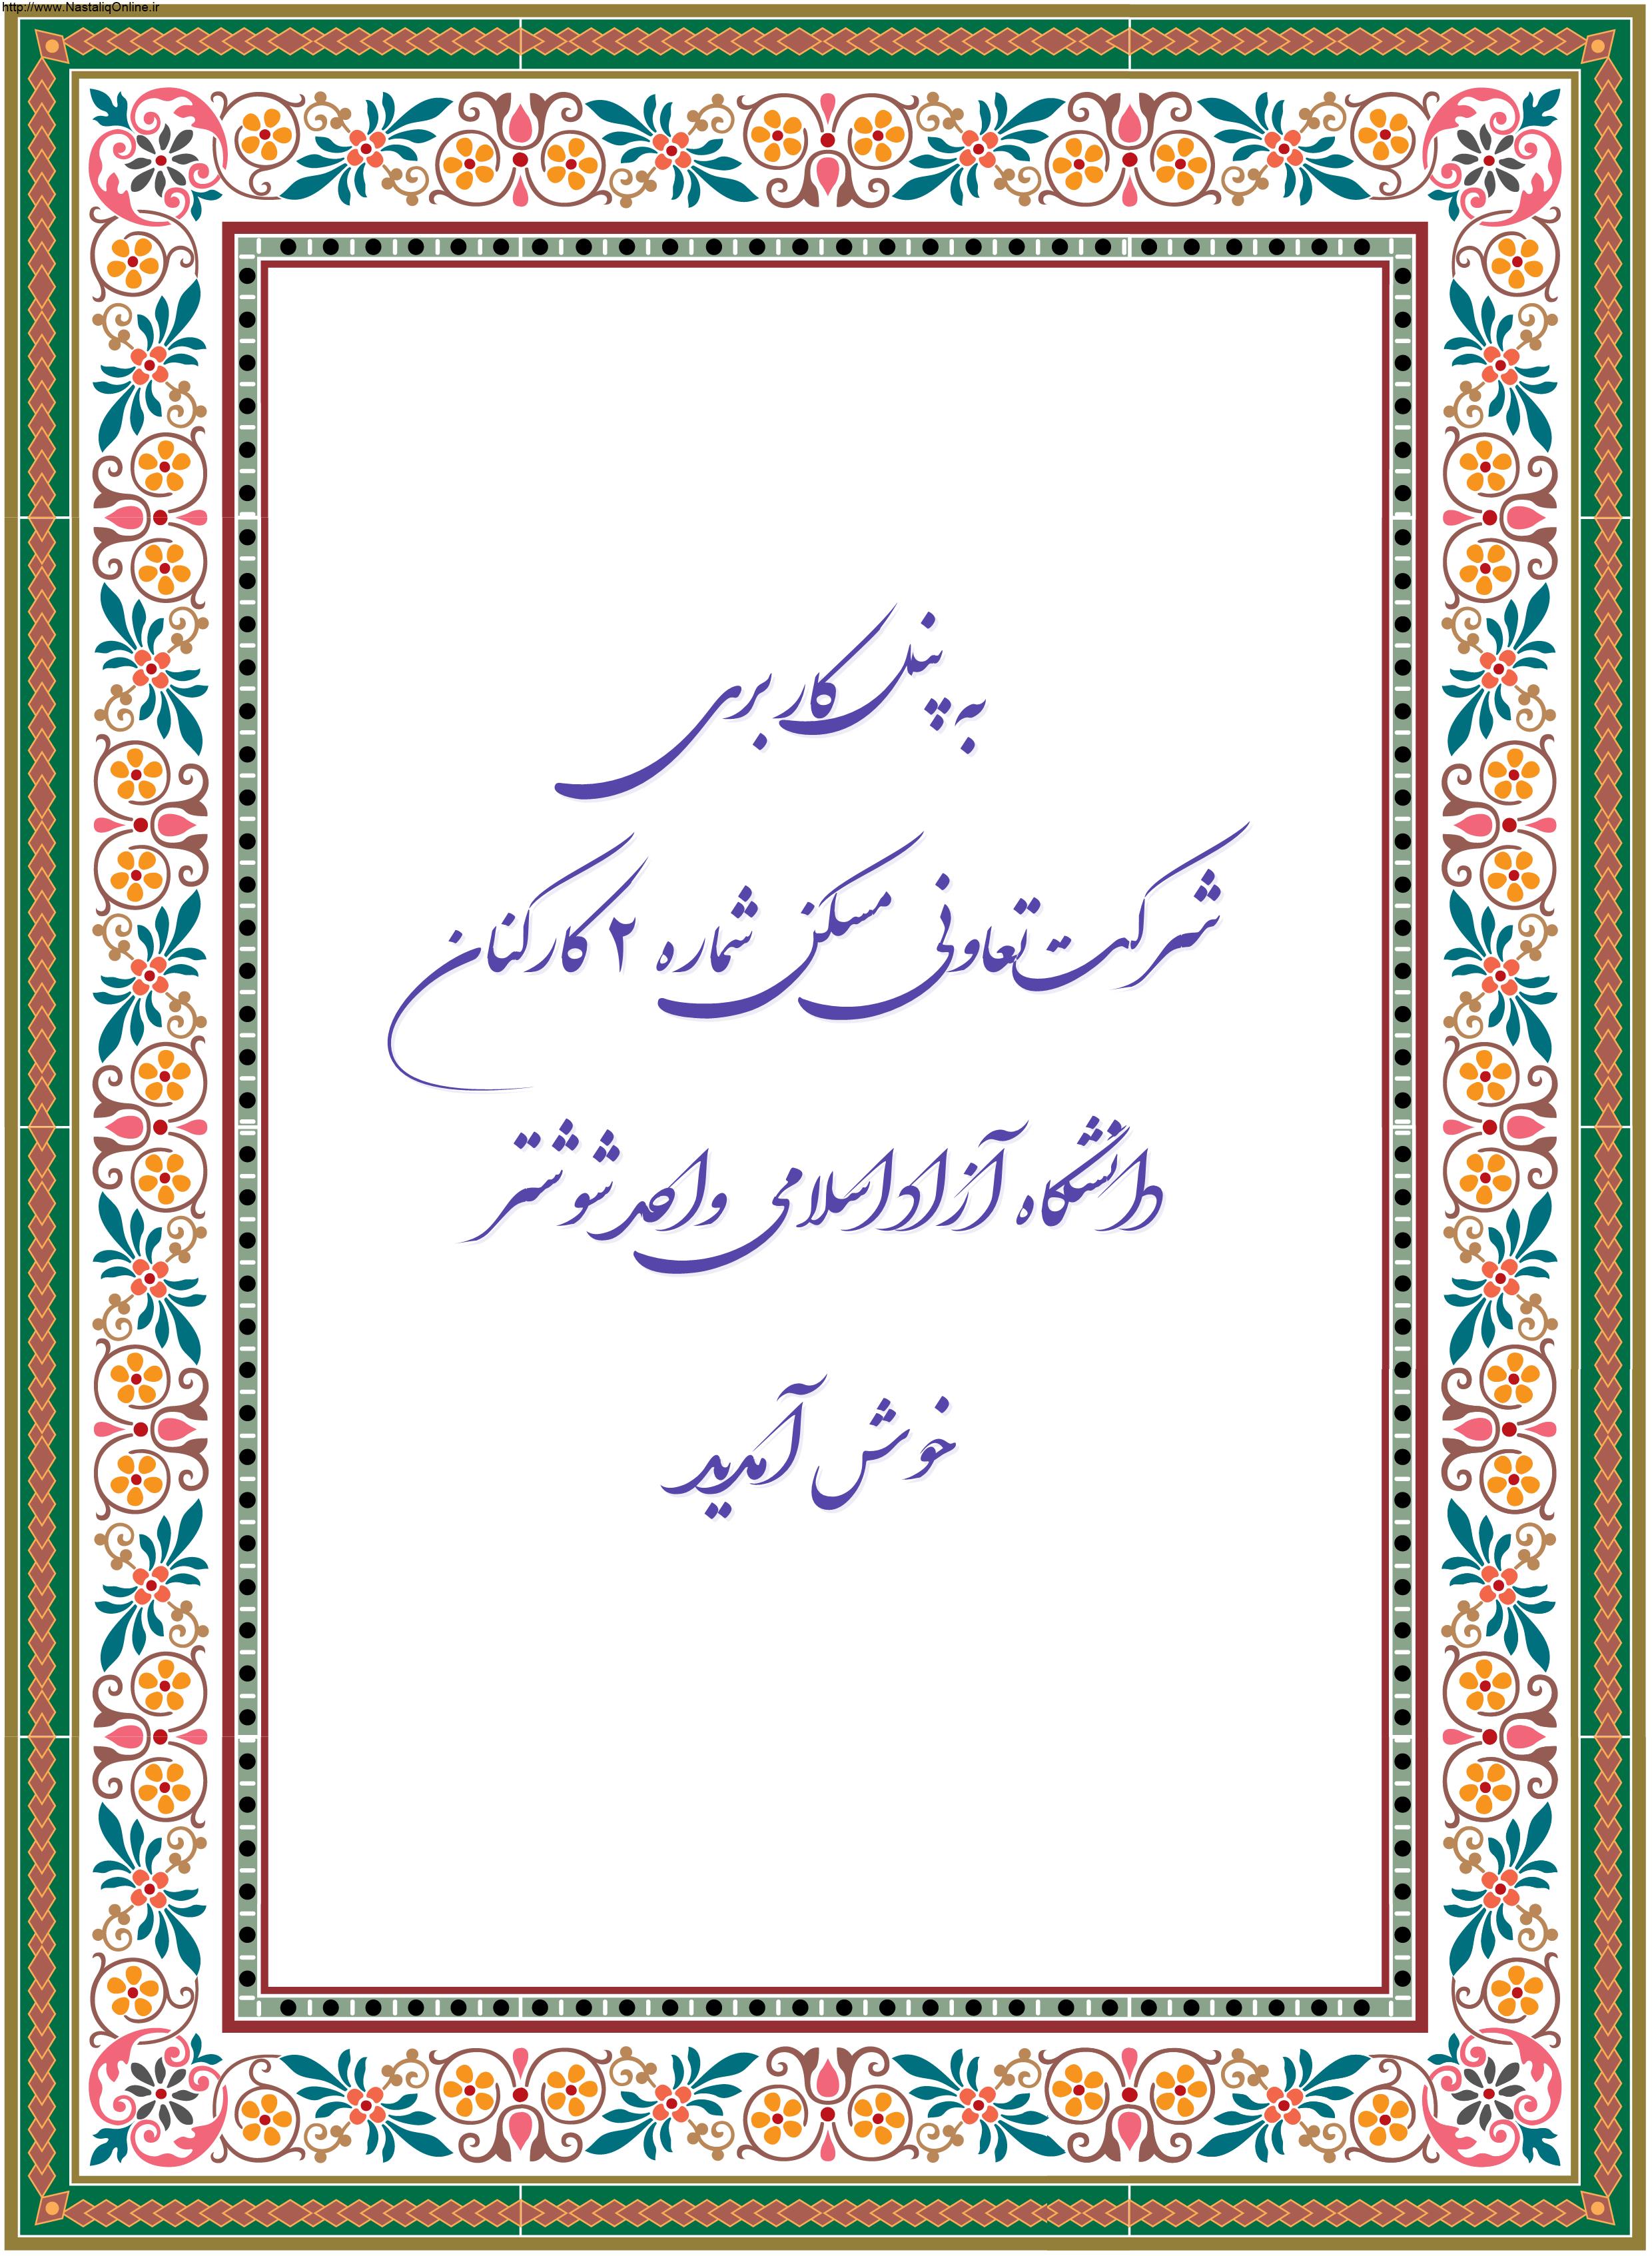 http://www.NastaliqOnline.ir
به پنل کاربری
شرکت تعاونی مسکن شماره ۲ کارکنان
دانشگاه آزاد اسلامی واحد شوشتر
خوش آمدید